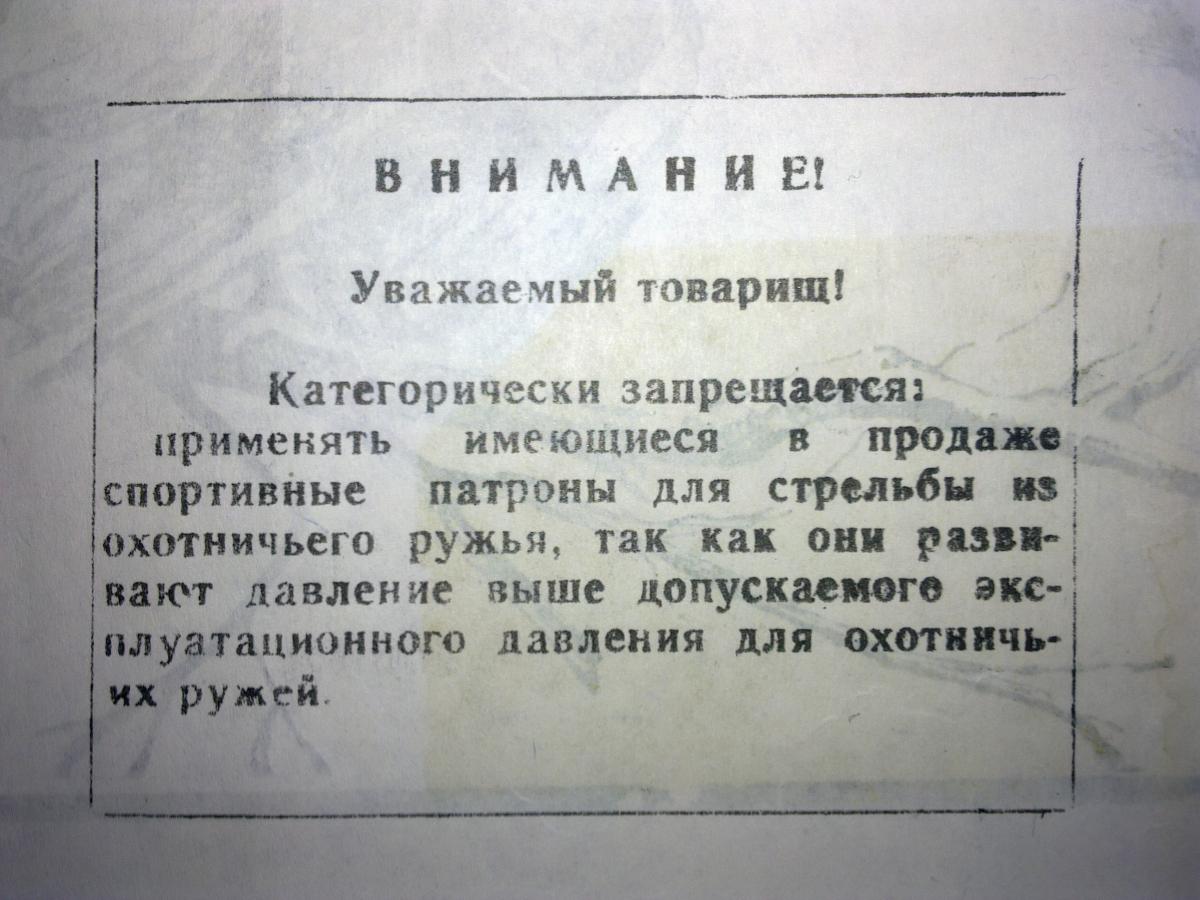 ВНИМАНИЕ!
Уважаемый товарищ!
Категорически запрещается:
применять имеющиеся в продаже
спортивные патроны для стрельбы из
охотничьего ружья, так как они разви-
вают давление выше допускаемого экс-
плуатационного давления для охотничь-
их ружей.